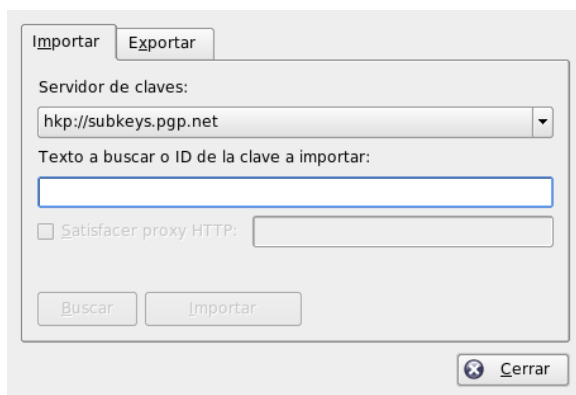 Importar
Exportar
Servidor de claves:
hkp://subkeys.pgp.net
Texto a buscar o ID de la clave a importar:
Satisfacer proxy HTTP:
Buscar
Importar
Cerrar